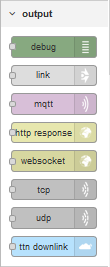 output
debug
link
mqtt
http response
websocket
tcp
udp
ttn downlink